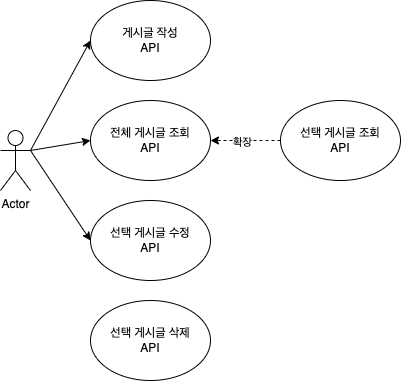 게시글 작성
API
전체 게시글 조회
API
확장
선택 게시글 조회
API
Actor
선택 게시글 수정
API
선택 게시글 삭제
API